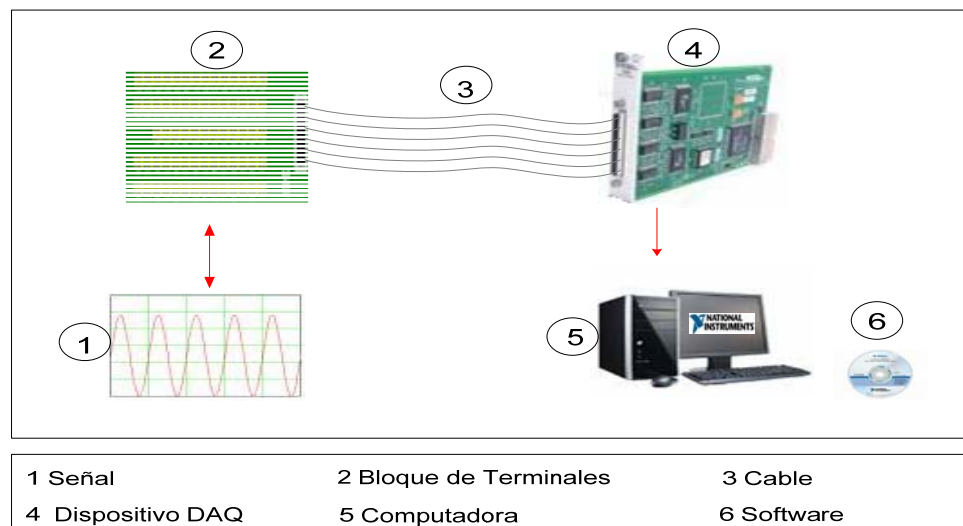 2
4
3
NATIONAL
INSTRUMENTS
1
5
6
1 Señal
2 Bloque de Terminales
3 Cable
4 Dispositivo DAQ
5 Computadora
6 Software